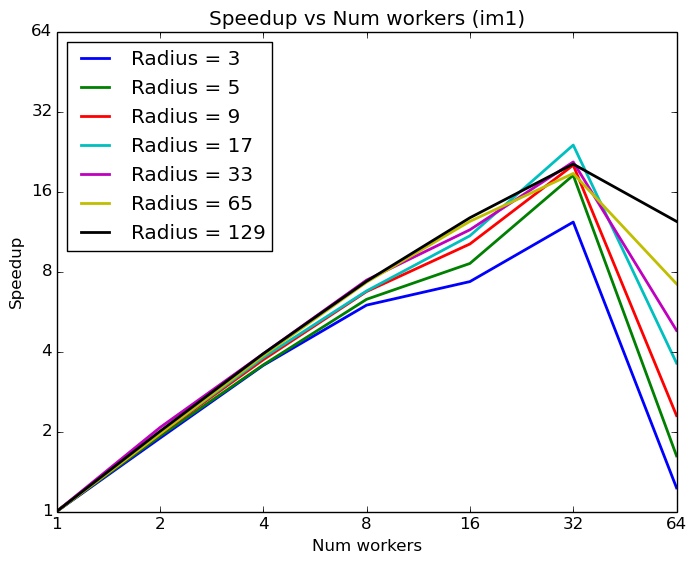 Speedup vs Num workers (im1)
64
32
16
8
4
2
1
Speedup
Radius = 3
Radius = 5
Radius = 9
Radius = 17
Radius = 33
Radius = 65
Radius = 129
1
2
4
8
16
32
64
Num workers